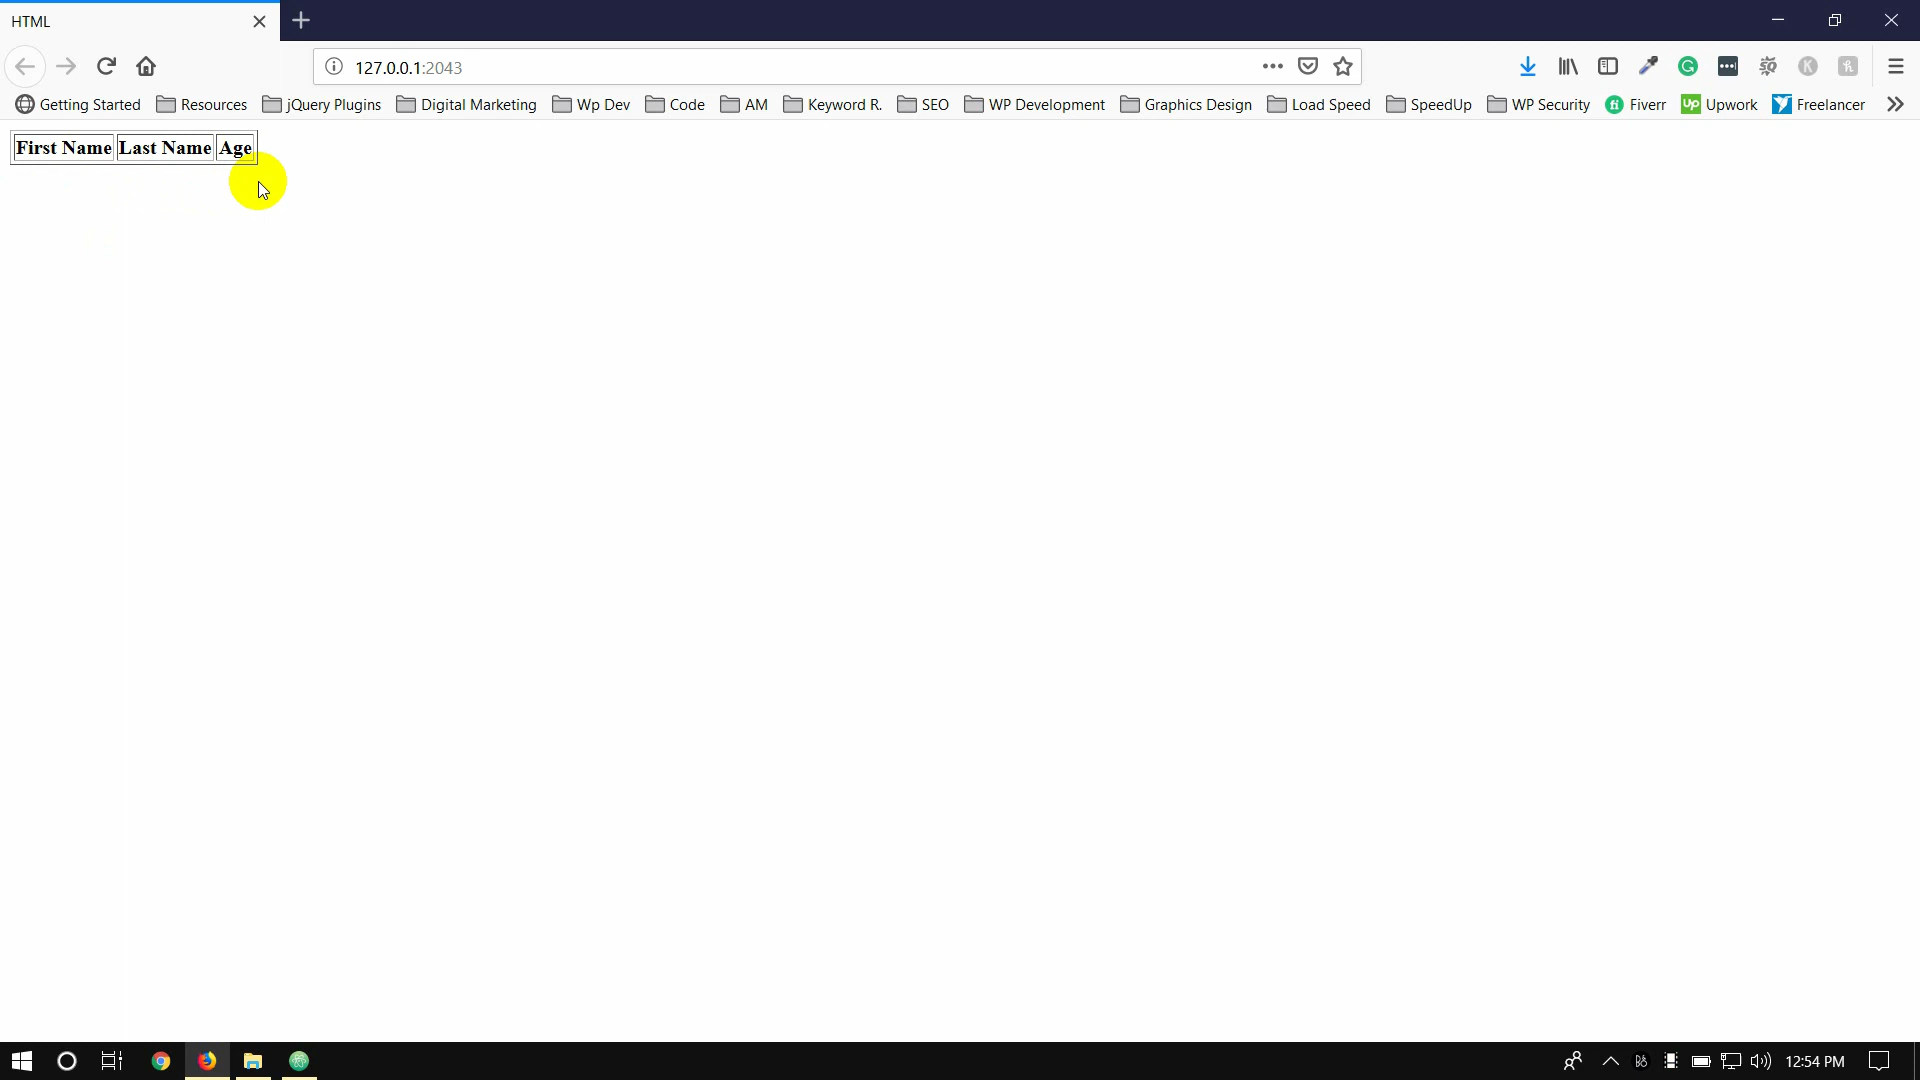 HTML
127.0.0.1:2043
Getting Started Resources jQuery Plugins Digital Marketing Wp Dev Code AM Keyword R. SEO WP Development Graphics Design Load Speed SpeedUp WP Security fi Fiverr Up Upwork Freelancer
First Name Last Name Age
12:54 PM